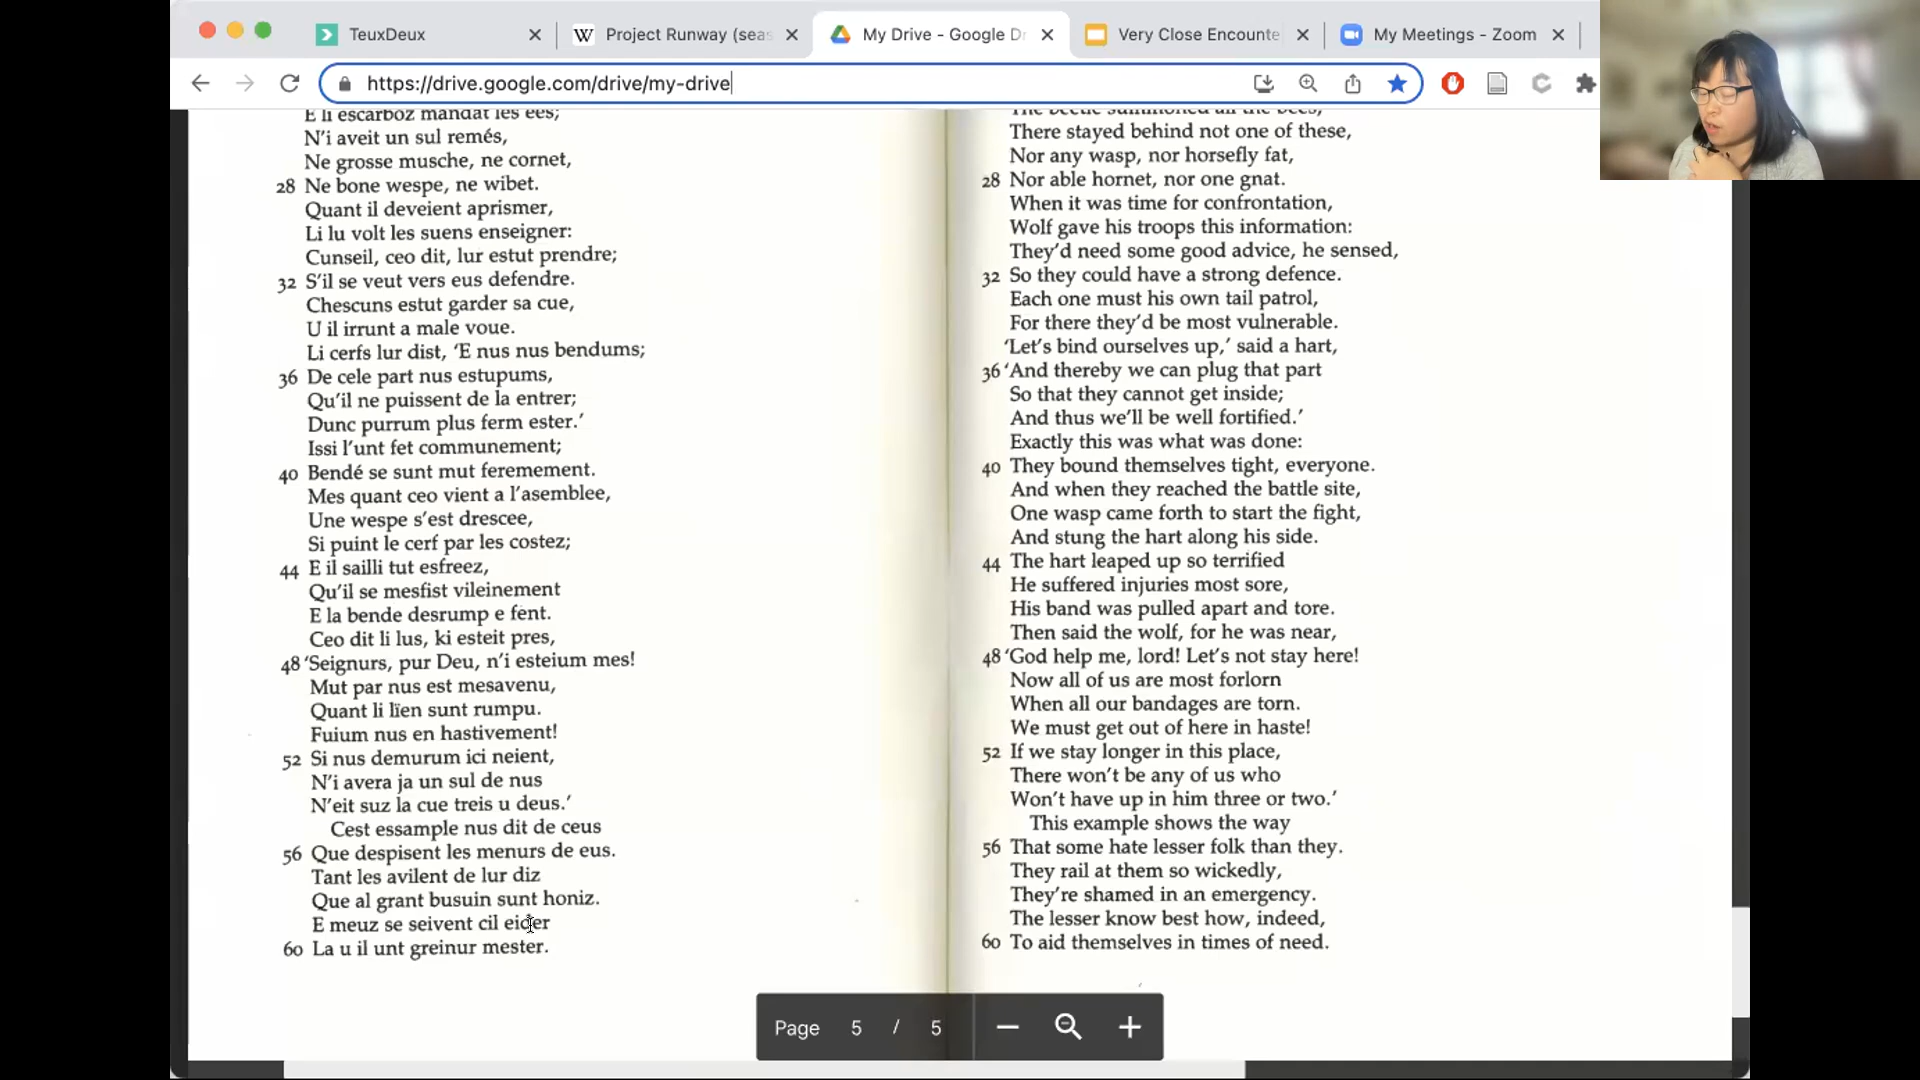 TeuxDeux
Project Runway (seas
My Drive - Google Dr
Very Close Encounte
My Meetings - Zoom
https://drive.google.com/drive/my-drive
E li escarboz mandat les ees;
N'i aveit un sul remés,
Ne grosse musche, ne cornet,
28 Ne bone wespe, ne wibet.
Quant il deveient aprismer,
Li lu volt les suens enseigner:
Cunseil, ceo dit, lur estut prendre;
32 S'il se veut vers eus defendre.
Chescuns estut garder sa cue,
U il irrunt a male voue.
Li cerfs lur dist, 'E nus nus bendums;
36 De cele part nus estupums,
Qu'il ne puissent de la entrer;
Dunc purrum plus ferm ester.'
Issi l'unt fet communement;
40 Bendé se sunt mut feremement.
Mes quant ceo vient a l'asemblee,
Une wespe s'est drescee,
Si puint le cerf par les costez;
44 E il sailli tut esfreez,
Qu'il se mesfist vileinement
E la bende desrump e fent.
Ceo dit li lus, ki esteit pres,
48 'Seignurs, pur Deu, n'i esteium mes!
Mut par nus est mesavenu,
Quant li lïen sunt rumpu.
Fuium nus en hastivement!
52 Si nus demurum ici neient,
N'i avera ja un sul de nus
N'eit suz la cue treis u deus.'
Cest essample nus dit de ceus
56 Que despisent les menurs de eus.
Tant les avilent de lur diz
Que al grant busuin sunt honiz.
E meuz se seivent cil eider
60 La u il unt greinur mester.
The beetle summoned all the bees,
There stayed behind not one of these,
Nor any wasp, nor horsefly fat,
28 Nor able hornet, nor one gnat.
When it was time for confrontation,
Wolf gave his troops this information:
They'd need some good advice, he sensed,
32 So they could have a strong defence.
Each one must his own tail patrol,
For there they'd be most vulnerable.
'Let's bind ourselves up,' said a hart,
36 'And thereby we can plug that part
So that they cannot get inside;
And thus we'll be well fortified.'
Exactly this was what was done:
40 They bound themselves tight, everyone.
And when they reached the battle site,
One wasp came forth to start the fight,
And stung the hart along his side.
44 The hart leaped up so terrified
He suffered injuries most sore,
His band was pulled apart and tore.
Then said the wolf, for he was near,
48 'God help me, lord! Let's not stay here!
Now all of us are most forlorn
When all our bandages are torn.
We must get out of here in haste!
52 If we stay longer in this place,
There won't be any of us who
Won't have up in him three or two.'
This example shows the way
56 That some hate lesser folk than they.
They rail at them so wickedly,
They're shamed in an emergency.
The lesser know best how, indeed,
60 To aid themselves in times of need.
Page 5 / 5